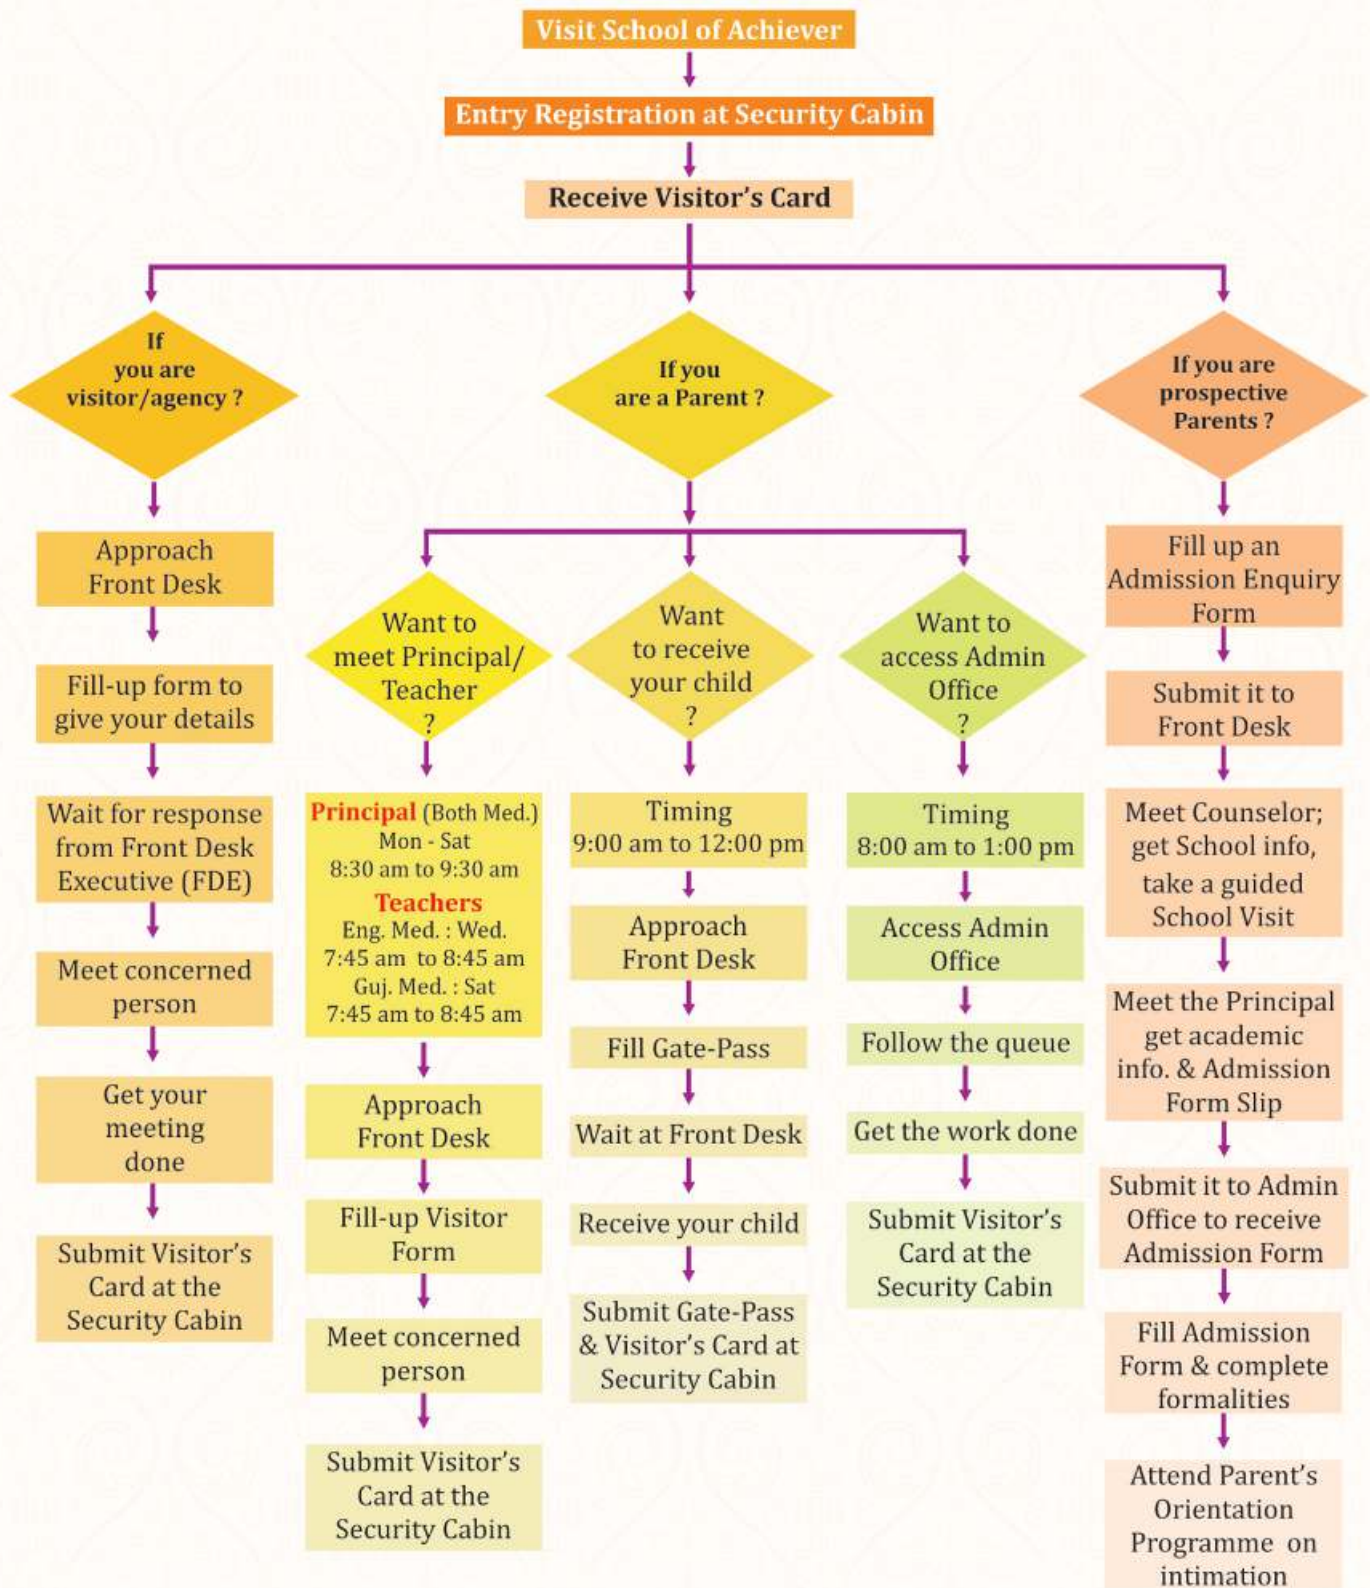 Visit School of Achiever
Entry Registration at Security Cabin
Receive Visitor’s Card
If
you are
visitor/agency ?
Approach
Front Desk
Fill-up form to
give your details
Wait for response
from Front Desk
Executive (FDE)
Meet concerned
person
Get your
meeting
done
Submit Visitor’s
Card at the
Security Cabin
If you
are a Parent ?
Want to
meet Principal/
Teacher
?
Principal (Both Med.)
Mon - Sat
8:30 am to 9:30 am
Teachers
Eng. Med. : Wed.
7:45 am to 8:45 am
Guj. Med. : Sat
7:45 am to 8:45 am
Approach
Front Desk
Fill-up Visitor
Form
Meet concerned
person
Submit Visitor’s
Card at the
Security Cabin
Want
to receive
your child
?
Timing
9:00 am to 12:00 pm
Approach
Front Desk
Fill Gate-Pass
Wait at Front Desk
Receive your child
Submit Gate-Pass
& Visitor’s Card at
Security Cabin
Want to
access Admin
Office
?
Timing
8:00 am to 1:00 pm
Access Admin
Office
Follow the queue
Get the work done
Submit Visitor’s
Card at the
Security Cabin
If you are
prospective
Parents ?
Fill up an
Admission Enquiry
Form
Submit it to
Front Desk
Meet Counselor;
get School info,
take a guided
School Visit
Meet the Principal
get academic
info. & Admission
Form Slip
Submit it to Admin
Office to receive
Admission Form
Fill Admission
Form & complete
formalities
Attend Parent’s
Orientation
Programme on
intimation